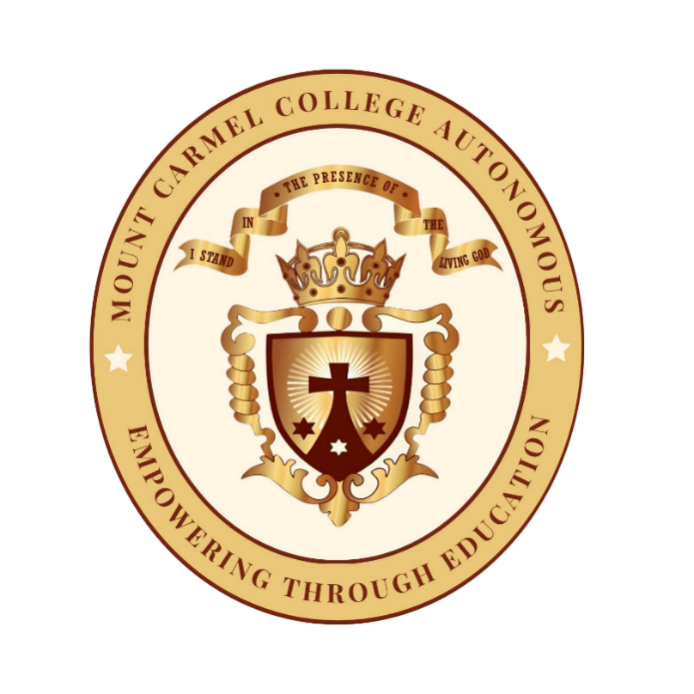 MOUNT CARMEL COLLEGE AUTONOMOUS
I STAND IN THE PRESENCE OF THE LIVING GOD
EMPOWERING THROUGH EDUCATION